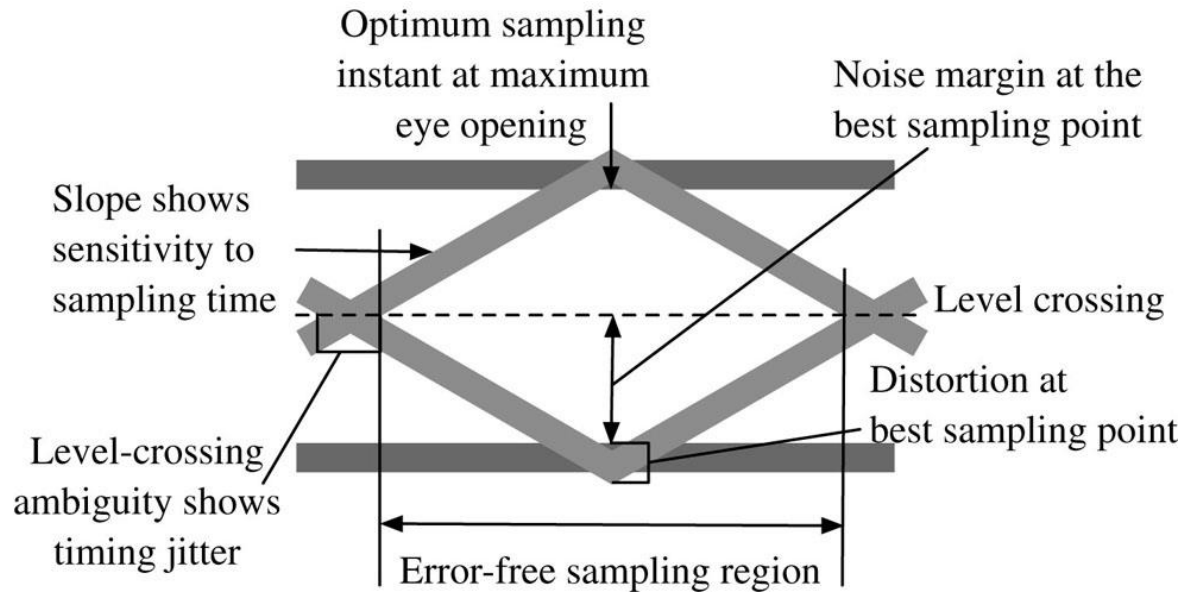 Optimum sampling
instant at maximum
eye opening
Noise margin at the
best sampling point
Slope shows
sensitivity to
sampling time
Level crossing
Distortion at
best sampling point
Level-crossing
ambiguity shows
timing jitter
Error-free sampling region